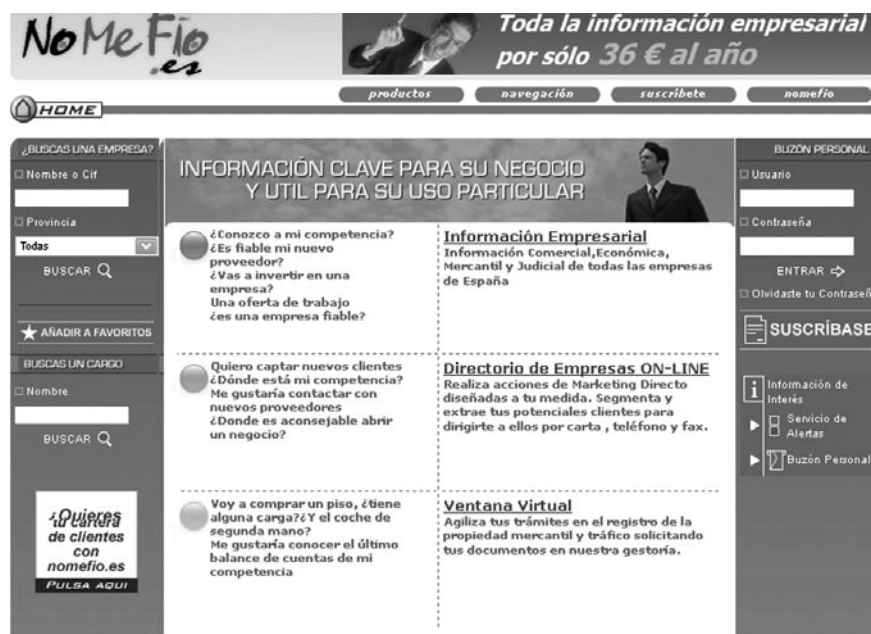 NoMeFío
.es
Toda la información empresarial
por sólo 36 € al año
productos
navegación
suscríbete
nomefío
HOME
¿BUSCAS UNA EMPRESA?
Nombre o Cif
Provincia
Todas
BUSCAR
AÑADIR A FAVORITOS
BUSCAS UN CARGO
Nombre
BUSCAR
¿Quieres
tu cartera
de clientes
con
nomefio.es
PULSA AQUI
INFORMACIÓN CLAVE PARA SU NEGOCIO
Y UTIL PARA SU USO PARTICULAR
¿Conozco a mi competencia?
¿Es fiable mi nuevo
proveedor?
¿Vas a invertir en una
empresa?
Una oferta de trabajo
¿es una empresa fiable?
Información Empresarial
Información Comercial,Económica,
Mercantil y Judicial de todas las empresas
de España
Quiero captar nuevos clientes
¿Dónde está mi competencia?
Me gustaría contactar con
nuevos proveedores
¿Donde es aconsejable abrir
un negocio?
Directorio de Empresas ON-LINE
Realiza acciones de Marketing Directo
diseñadas a tu medida. Segmenta y
extrae tus potenciales clientes para
dirigirte a ellos por carta , teléfono y fax.
Voy a comprar un piso, ¿tiene
alguna carga?¿Y el coche de
segunda mano?
Me gustaría conocer el último
balance de cuentas de mi
competencia
Ventana Virtual
Agiliza tus trámites en el registro de la
propiedad mercantil y tráfico solicitando
tus documentos en nuestra gestoría.
BUZÓN PERSONAL
Usuario
Contraseña
ENTRAR
Olvidaste tu Contraseñ
SUSCRÍBASE
Información de
Interés
Servicio de
Alertas
Buzón Personal